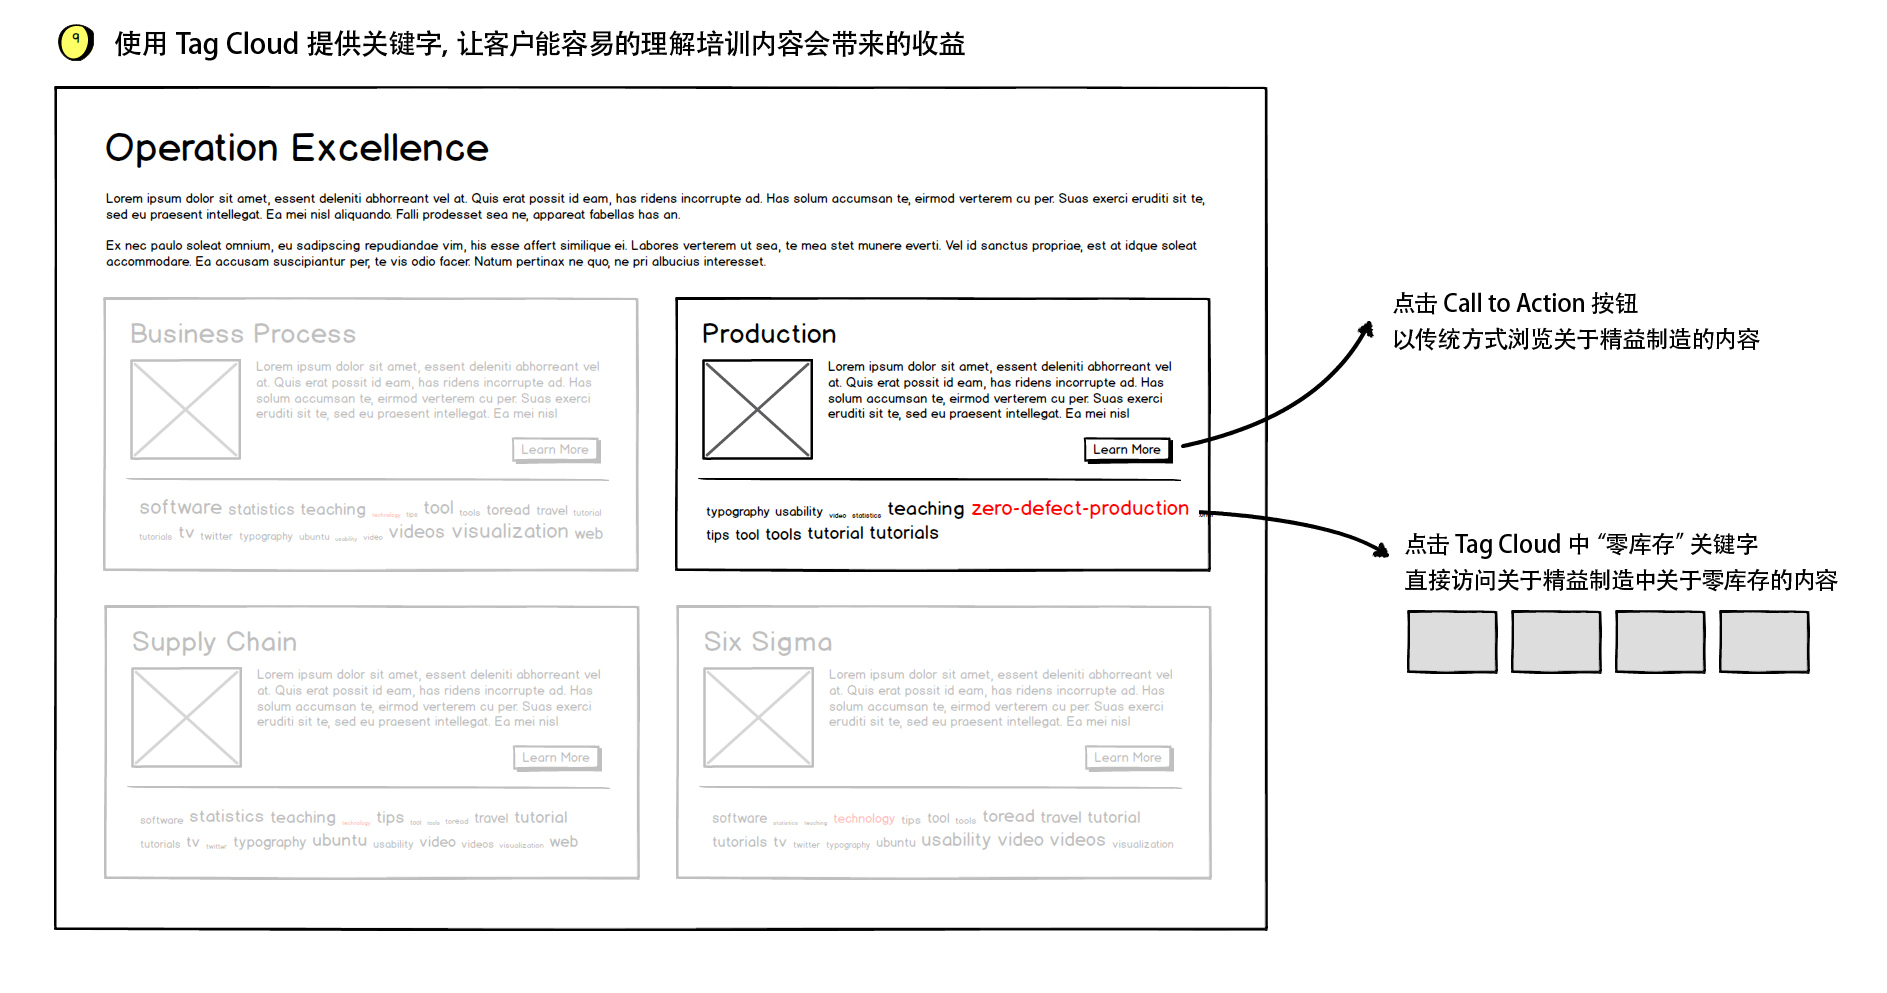 9
使用 Tag Cloud 提供关键字, 让客户能容易的理解培训内容会带来的收益
Operation Excellence
Lorem ipsum dolor sit amet, essent deleniti abhorreant vel at. Quis erat possit id eam, has ridens incorrupte ad. Has solum accumsan te, eirmod verterem cu per. Suas exerci eruditi sit te,
sed eu praesent intellegat. Ea mei nisl aliquando. Falli prodesset sea ne, appareat fabellas has an.
Ex nec paulo soleat omnium, eu sadipscing repudiandae vim, his esse affert similique ei. Labores verterem ut sea, te mea stet munere everti. Vel id sanctus propriae, est at idque soleat
accommodare. Ea accusam suscipiantur per, te vis odio facer. Natum pertinax ne quo, ne pri albucius interesset.
Business Process
Lorem ipsum dolor sit amet, essent deleniti abhorreant vel
at. Quis erat possit id eam, has ridens incorrupte ad. Has
solum accumsan te, eirmod verterem cu per. Suas exerci
eruditi sit te, sed eu praesent intellegat. Ea mei nisl
Learn More
software statistics teaching technology tips tool tools toread travel tutorial
tutorials tv twitter typography ubuntu usability video videos visualization web
Production
Lorem ipsum dolor sit amet, essent deleniti abhorreant vel
at. Quis erat possit id eam, has ridens incorrupte ad. Has
solum accumsan te, eirmod verterem cu per. Suas exerci
eruditi sit te, sed eu praesent intellegat. Ea mei nisl
Learn More
typography usability video statistics teaching zero-defect-production
tips tool tools tutorial tutorials
点击 Call to Action 按钮
以传统方式浏览关于精益制造的内容
点击 Tag Cloud 中 “零库存” 关键字
直接访问关于精益制造中关于零库存的内容
Supply Chain
Lorem ipsum dolor sit amet, essent deleniti abhorreant vel
at. Quis erat possit id eam, has ridens incorrupte ad. Has
solum accumsan te, eirmod verterem cu per. Suas exerci
eruditi sit te, sed eu praesent intellegat. Ea mei nisl
Learn More
software statistics teaching technology tips tool tools toread travel tutorial
tutorials tv twitter typography ubuntu usability video videos visualization web
Six Sigma
Lorem ipsum dolor sit amet, essent deleniti abhorreant vel
at. Quis erat possit id eam, has ridens incorrupte ad. Has
solum accumsan te, eirmod verterem cu per. Suas exerci
eruditi sit te, sed eu praesent intellegat. Ea mei nisl
Learn More
software statistics teaching technology tips tool tools toread travel tutorial
tutorials tv twitter typography ubuntu usability video videos visualization